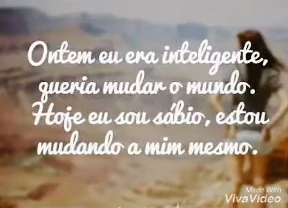 Ontem eu era inteligente,
queria mudar o mundo.
Hoje eu sou sábio, estou
mudando a mim mesmo.
Made With
VivaVideo